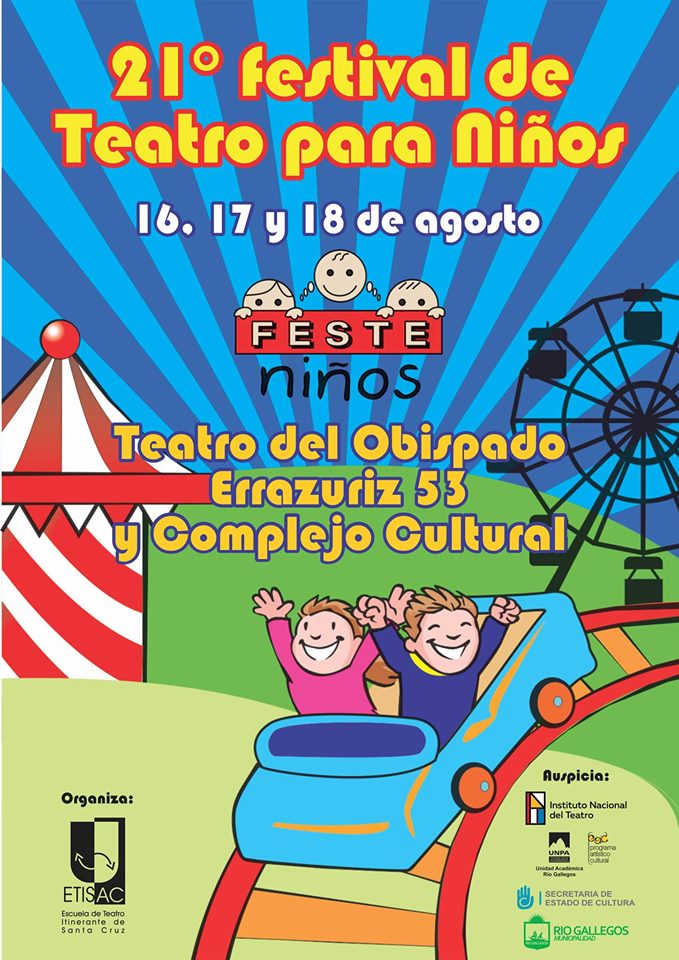 21° festival de
Teatro para Niños
16, 17 y 18 de agosto
FESTE
niños
Teatro del Obispado
Errazuriz 53
y Complejo Cultural
Organiza:
ETISAC
Escuela de Teatro
Itinerante de
Santa Cruz
Auspicia:
Instituto Nacional
del Teatro
UNPA
Unidad Académica
Río Gallegos
programa
artístico
cultural
SECRETARIA DE
ESTADO DE CULTURA
RIO GALLEGOS
MUNICIPALIDAD